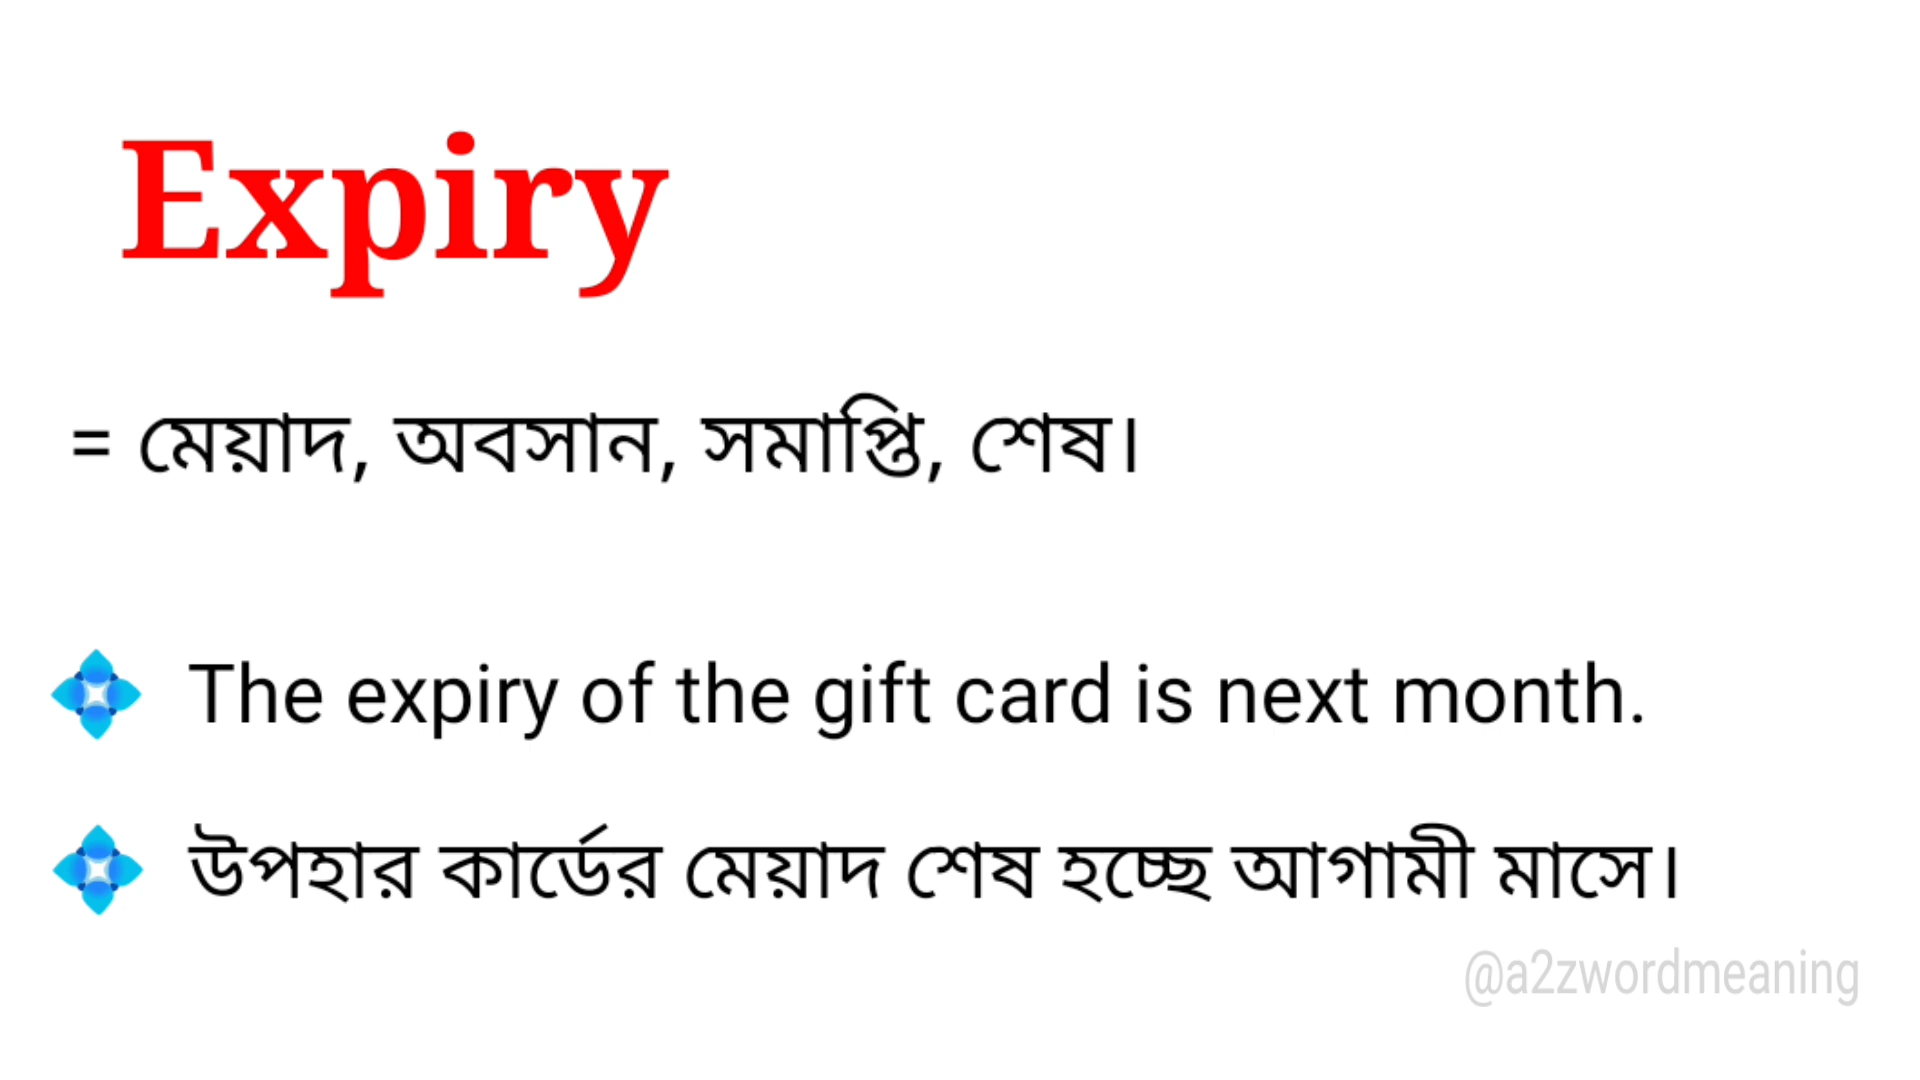 Expiry
= মেয়াদ, অবসান, সমাপ্তি, শেষ।
The expiry of the gift card is next month.
উপহার কার্ডের মেয়াদ শেষ হচ্ছে আগামী মাসে।
@a2zwordmeaning